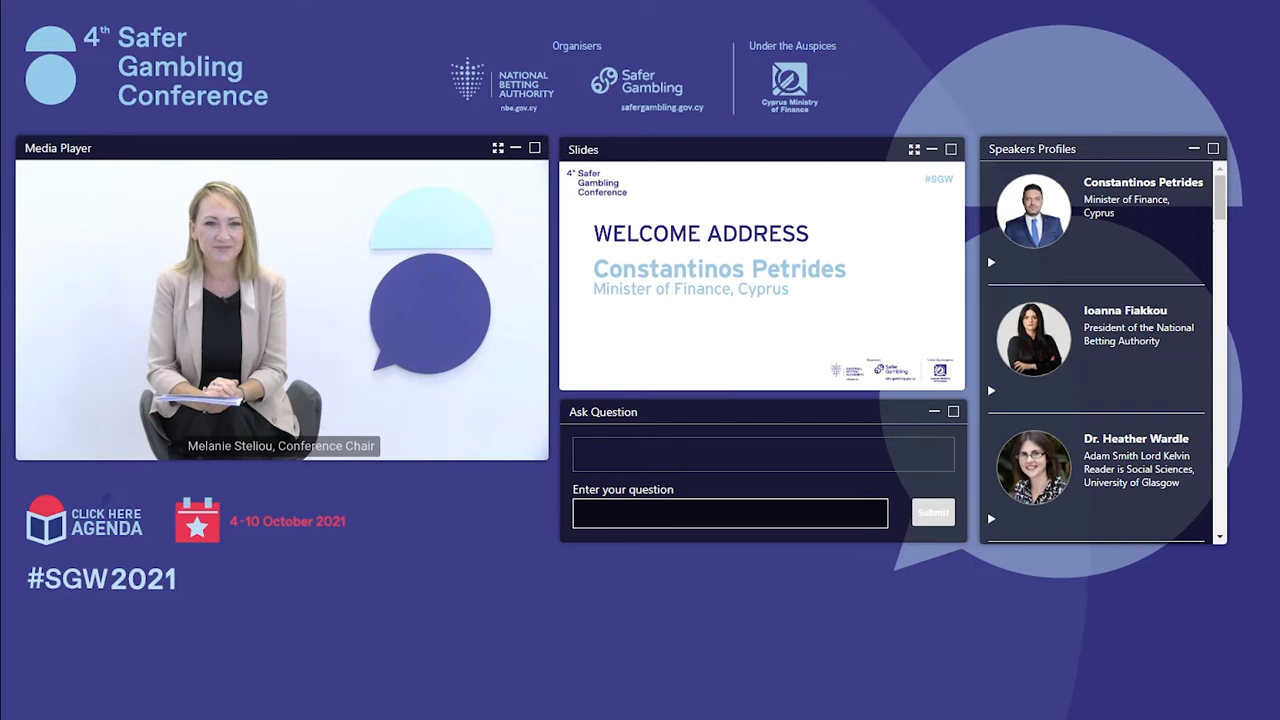 4th Safer
Gambling
Conference
Organisers
NATIONAL
BETTING
AUTHORITY
nba.gov.cy
Safer
Gambling
safergambling.gov.cy
Under the Auspices
Cyprus Ministry
of Finance
Media Player
Melanie Steliou, Conference Chair
Slides
4th Safer
Gambling
Conference
#SGW
WELCOME ADDRESS
Constantinos Petrides
Minister of Finance, Cyprus
Ask Question
Enter your question
Submit
Speakers Profiles
Constantinos Petrides
Minister of Finance,
Cyprus
Ioanna Fiakkou
President of the National
Betting Authority
Dr. Heather Wardle
Adam Smith Lord Kelvin
Reader is Social Sciences,
University of Glasgow
CLICK HERE
AGENDA
4-10 October 2021
#SGW2021